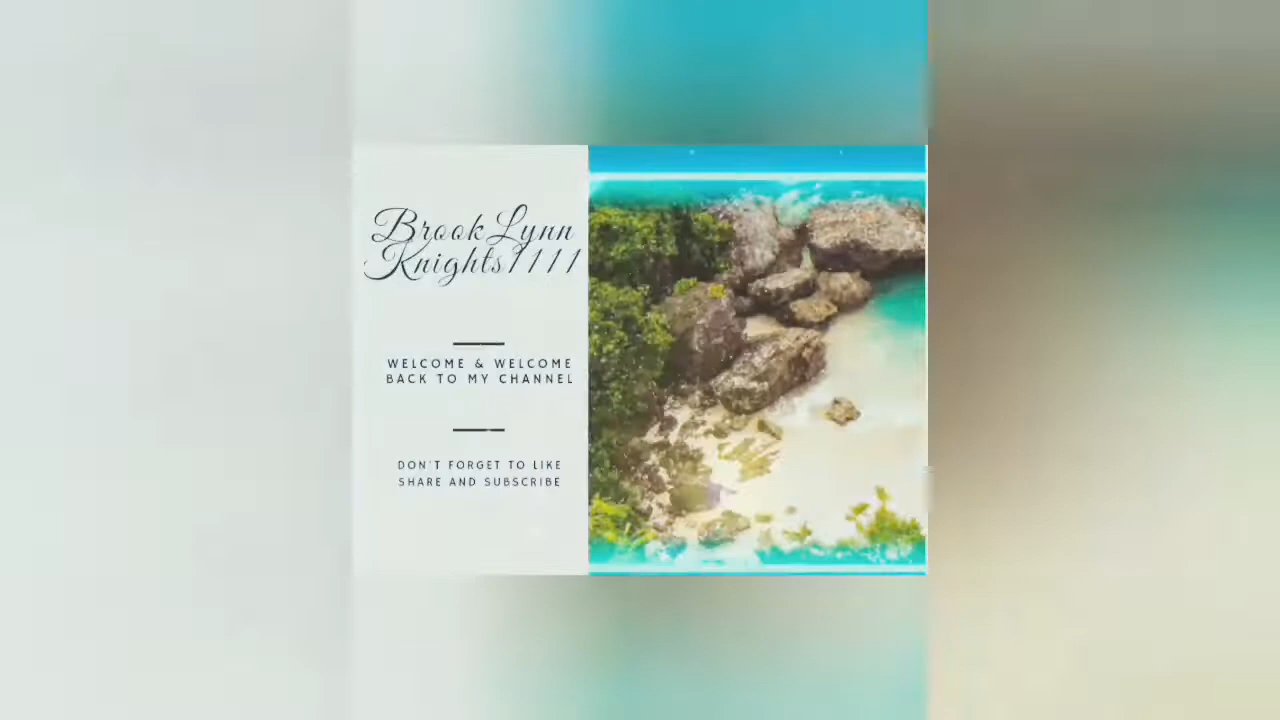 BrookLynn
Knights1111
WELCOME & WELCOME
BACK TO MY CHANNEL
DON'T FORGET TO LIKE
SHARE AND SUBSCRIBE